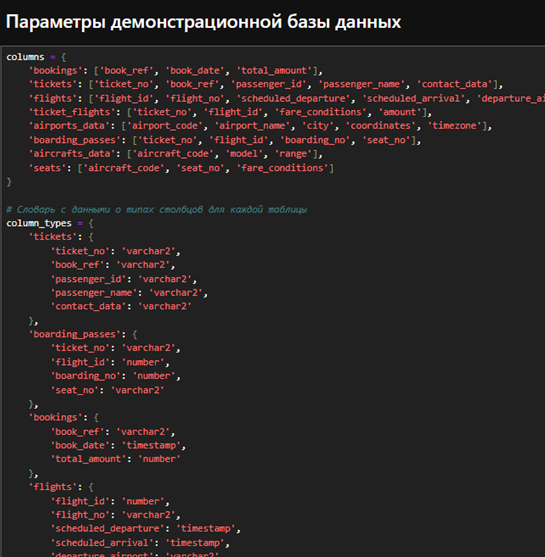 Параметры демонстрационной базы данных
columns = {
'bookings': ['book_ref', 'book_date', 'total_amount'],
'tickets': ['ticket_no', 'book_ref', 'passenger_id', 'passenger_name', 'contact_data'],
'flights': ['flight_id', 'flight_no', 'scheduled_departure', 'scheduled_arrival', 'departure_ai
'ticket_flights': ['ticket_no', 'flight_id', 'fare_conditions', 'amount'],
'airports_data': ['airport_code', 'airport_name', 'city', 'coordinates', 'timezone'],
'boarding_passes': ['ticket_no', 'flight_id', 'boarding_no', 'seat_no'],
'aircrafts_data': ['aircraft_code', 'model', 'range'],
'seats': ['aircraft_code', 'seat_no', 'fare_conditions']
}
# Словарь с данными о типах столбцов для каждой таблицы
column_types = {
'tickets': {
'ticket_no': 'varchar2',
'book_ref': 'varchar2',
'passenger_id': 'varchar2',
'passenger_name': 'varchar2',
'contact_data': 'varchar2'
},
'boarding_passes': {
'ticket_no': 'varchar2',
'flight_id': 'number',
'boarding_no': 'number',
'seat_no': 'varchar2'
},
'bookings': {
'book_ref': 'varchar2',
'book_date': 'timestamp',
'total_amount': 'number'
},
'flights': {
'flight_id': 'number',
'flight_no': 'varchar2',
'scheduled_departure': 'timestamp',
'scheduled_arrival': 'timestamp',
'departure_airport': 'varchar2'